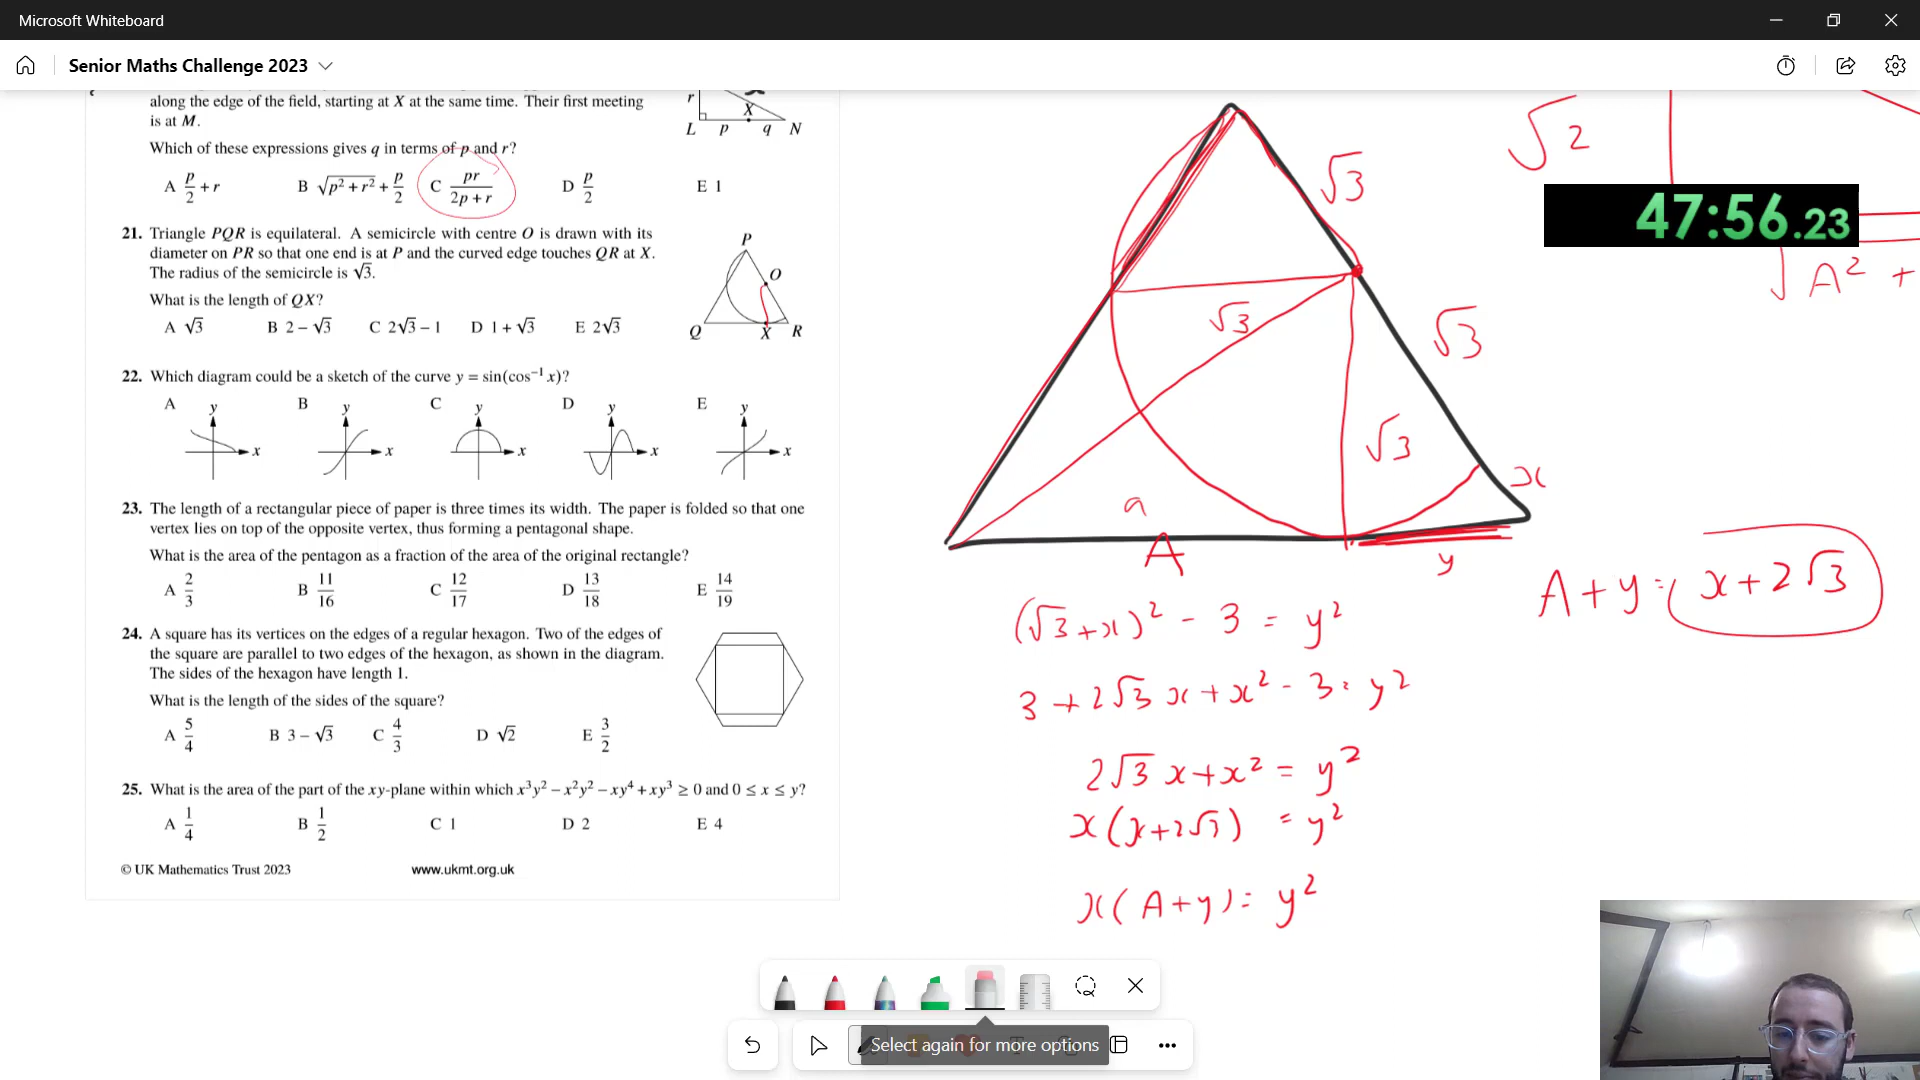 Microsoft Whiteboard
Senior Maths Challenge 2023
along the edge of the field, starting at X at the same time. Their first meeting
is at M.
Which of these expressions gives q in terms of p and r?
A p/2 + r B √(p² + r²) + p/2 C pr/(2p + r) D p/2 E 1
r X
L p q N
21. Triangle PQR is equilateral. A semicircle with centre O is drawn with its
diameter on PR so that one end is at P and the curved edge touches QR at X.
The radius of the semicircle is √3.
What is the length of QX?
A √3 B 2 − √3 C 2√3 − 1 D 1 + √3 E 2√3
P
O
Q X R
22. Which diagram could be a sketch of the curve y = sin(cos⁻¹ x)?
A B C D E
y y y y y
x x x x x
23. The length of a rectangular piece of paper is three times its width. The paper is folded so that one
vertex lies on top of the opposite vertex, thus forming a pentagonal shape.
What is the area of the pentagon as a fraction of the area of the original rectangle?
A 2/3 B 11/16 C 12/17 D 13/18 E 14/19
24. A square has its vertices on the edges of a regular hexagon. Two of the edges of
the square are parallel to two edges of the hexagon, as shown in the diagram.
The sides of the hexagon have length 1.
What is the length of the sides of the square?
A 5/4 B 3 − √3 C 4/3 D √2 E 3/2
25. What is the area of the part of the xy-plane within which x³y² − x²y² − xy⁴ + xy³ ≥ 0 and 0 ≤ x ≤ y?
A 1/4 B 1/2 C 1 D 2 E 4
© UK Mathematics Trust 2023 www.ukmt.org.uk
√3
√3
√3
√3
x
a
A
y
√2
47:56.23
√A² +
(√3+x)² - 3 = y²
3 + 2√3 x + x² - 3 = y²
2√3 x + x² = y²
x(x+2√3) = y²
x(A+y) = y²
A+y = x+2√3
Select again for more options